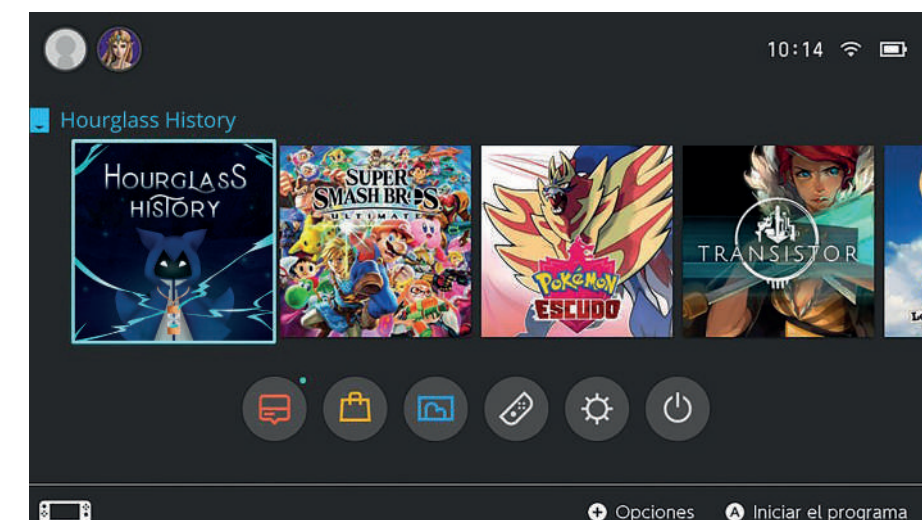 10:14
Hourglass History
HOURGLASS
HISTORY
SUPER
SMASH BROS.
ULTIMATE
POKÉMON
ESCUDO
TRANSISTOR
+ Opciones A Iniciar el programa